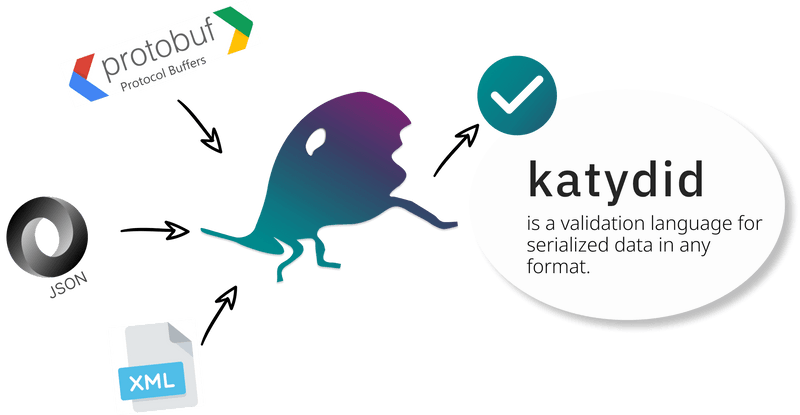 protobuf
Protocol Buffers
JSON
XML
katydid
is a validation language for
serialized data in any
format.